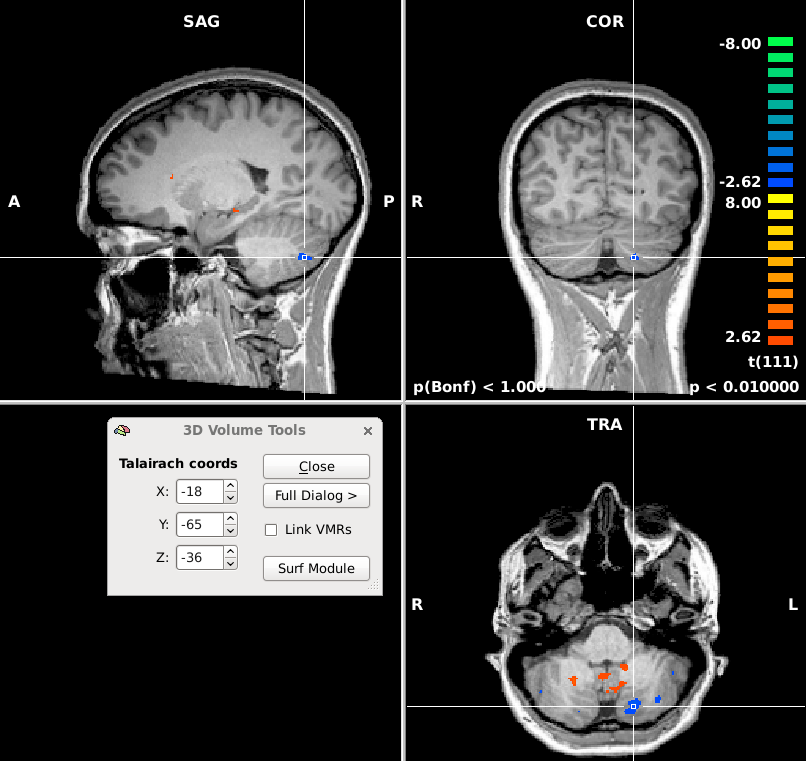 SAG
A
P
COR
R
-8.00
-2.62
8.00
2.62
t(111)
p(Bonf) < 1.000
p < 0.010000
3D Volume Tools
Talairach coords
X: -18
Y: -65
Z: -36
Close
Full Dialog >
Link VMRs
Surf Module
TRA
R
L